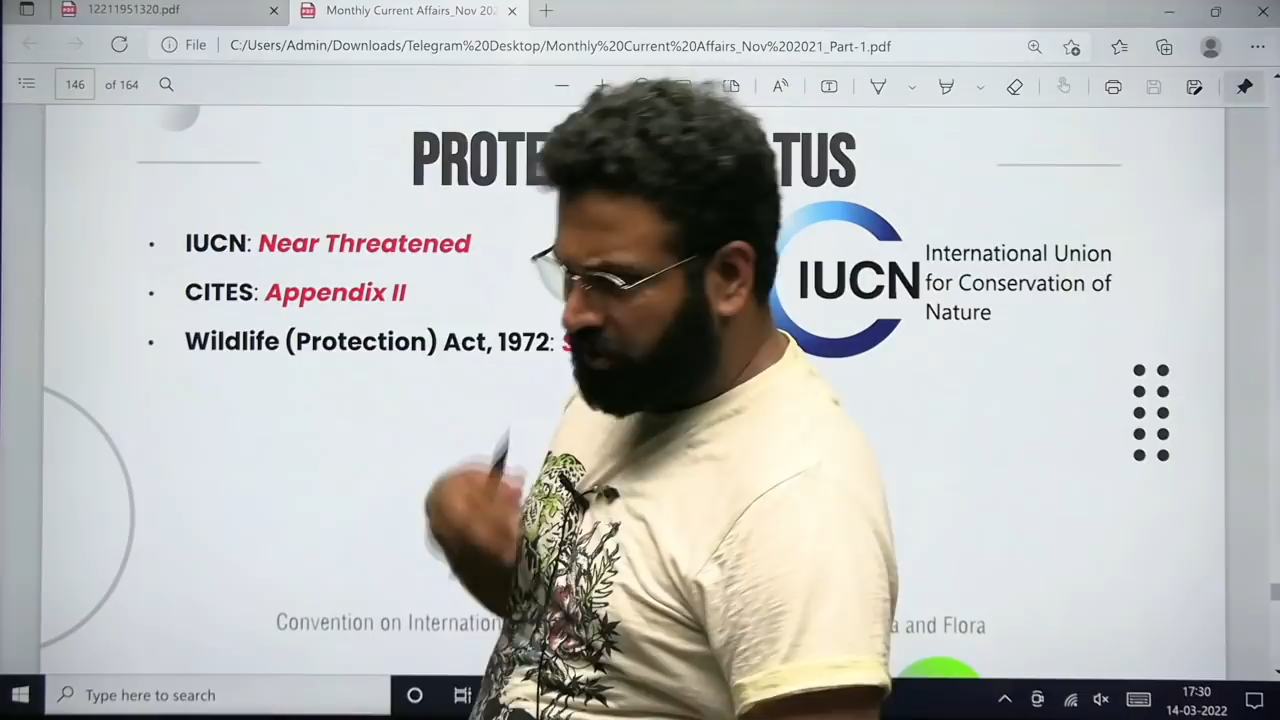 12211951320.pdf
Monthly Current Affairs_Nov 202
File C:/Users/Admin/Downloads/Telegram%20Desktop/Monthly%20Current%20Affairs_Nov%202021_Part-1.pdf
146 of 164
PROTE TUS
IUCN: Near Threatened
CITES: Appendix II
Wildlife (Protection) Act, 1972:
IUCN
International Union
for Conservation of
Nature
Convention on Internation a and Flora
Type here to search
17:30
14-03-2022